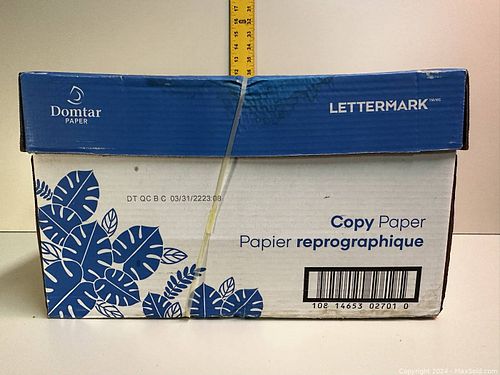 Domtar
PAPER
LETTERMARK
DT QC B C 03/31/2223:08
Copy Paper
Papier reprographique
108 14653 02701 0
Copyright 2024 - MaxSold.com